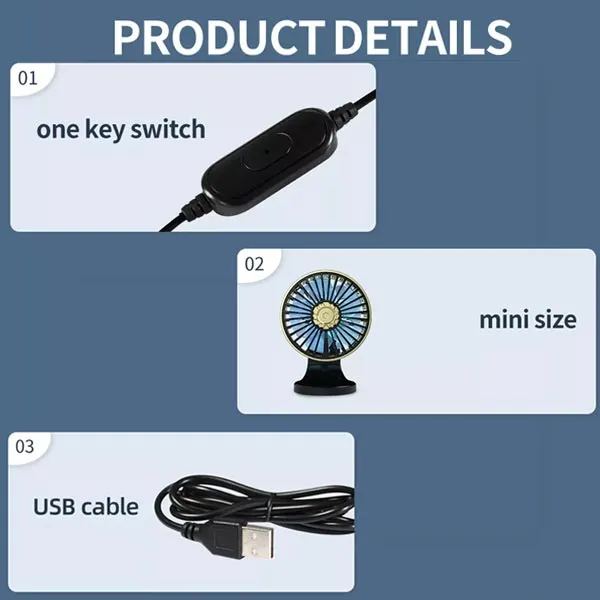 PRODUCT DETAILS
01
one key switch
02
mini size
03
USB cable